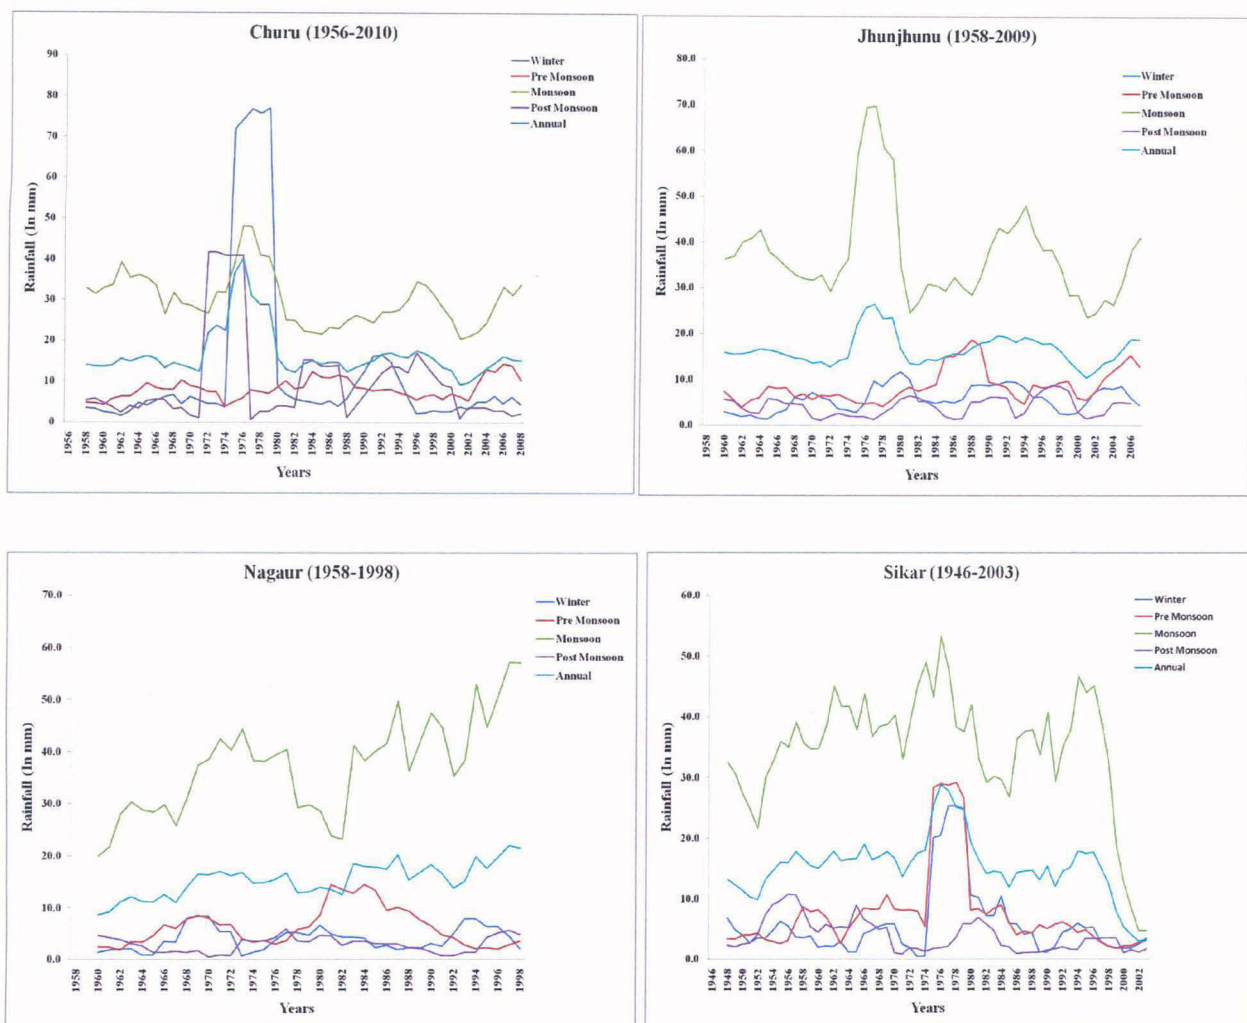 Churu (1956-2010)
90
80
70
60
50
40
30
20
10
0
Rainfall (In mm)
Winter
Pre Monsoon
Monsoon
Post Monsoon
Annual
1956 1958 1960 1962 1964 1966 1968 1970 1972 1974 1976 1978 1980 1982 1984 1986 1988 1990 1992 1994 1996 1998 2000 2002 2004 2006 2008
Years
Jhunjhunu (1958-2009)
80.0
70.0
60.0
50.0
40.0
30.0
20.0
10.0
0.0
Rainfall (In mm)
Winter
Pre Monsoon
Monsoon
Post Monsoon
Annual
1958 1960 1962 1964 1966 1968 1970 1972 1974 1976 1978 1980 1982 1984 1986 1988 1990 1992 1994 1996 1998 2000 2002 2004 2006
Years
Nagaur (1958-1998)
70.0
60.0
50.0
40.0
30.0
20.0
10.0
0.0
Rainfall (In mm)
Winter
Pre Monsoon
Monsoon
Post Monsoon
Annual
1958 1960 1962 1964 1966 1968 1970 1972 1974 1976 1978 1980 1982 1984 1986 1988 1990 1992 1994 1996 1998
Years
Sikar (1946-2003)
60.0
50.0
40.0
30.0
20.0
10.0
0.0
Rainfall (In mm)
Winter
Pre Monsoon
Monsoon
Post Monsoon
Annual
1946 1948 1950 1952 1954 1956 1958 1960 1962 1964 1966 1968 1970 1972 1974 1976 1978 1980 1982 1984 1986 1988 1990 1992 1994 1996 1998 2000 2002
Years